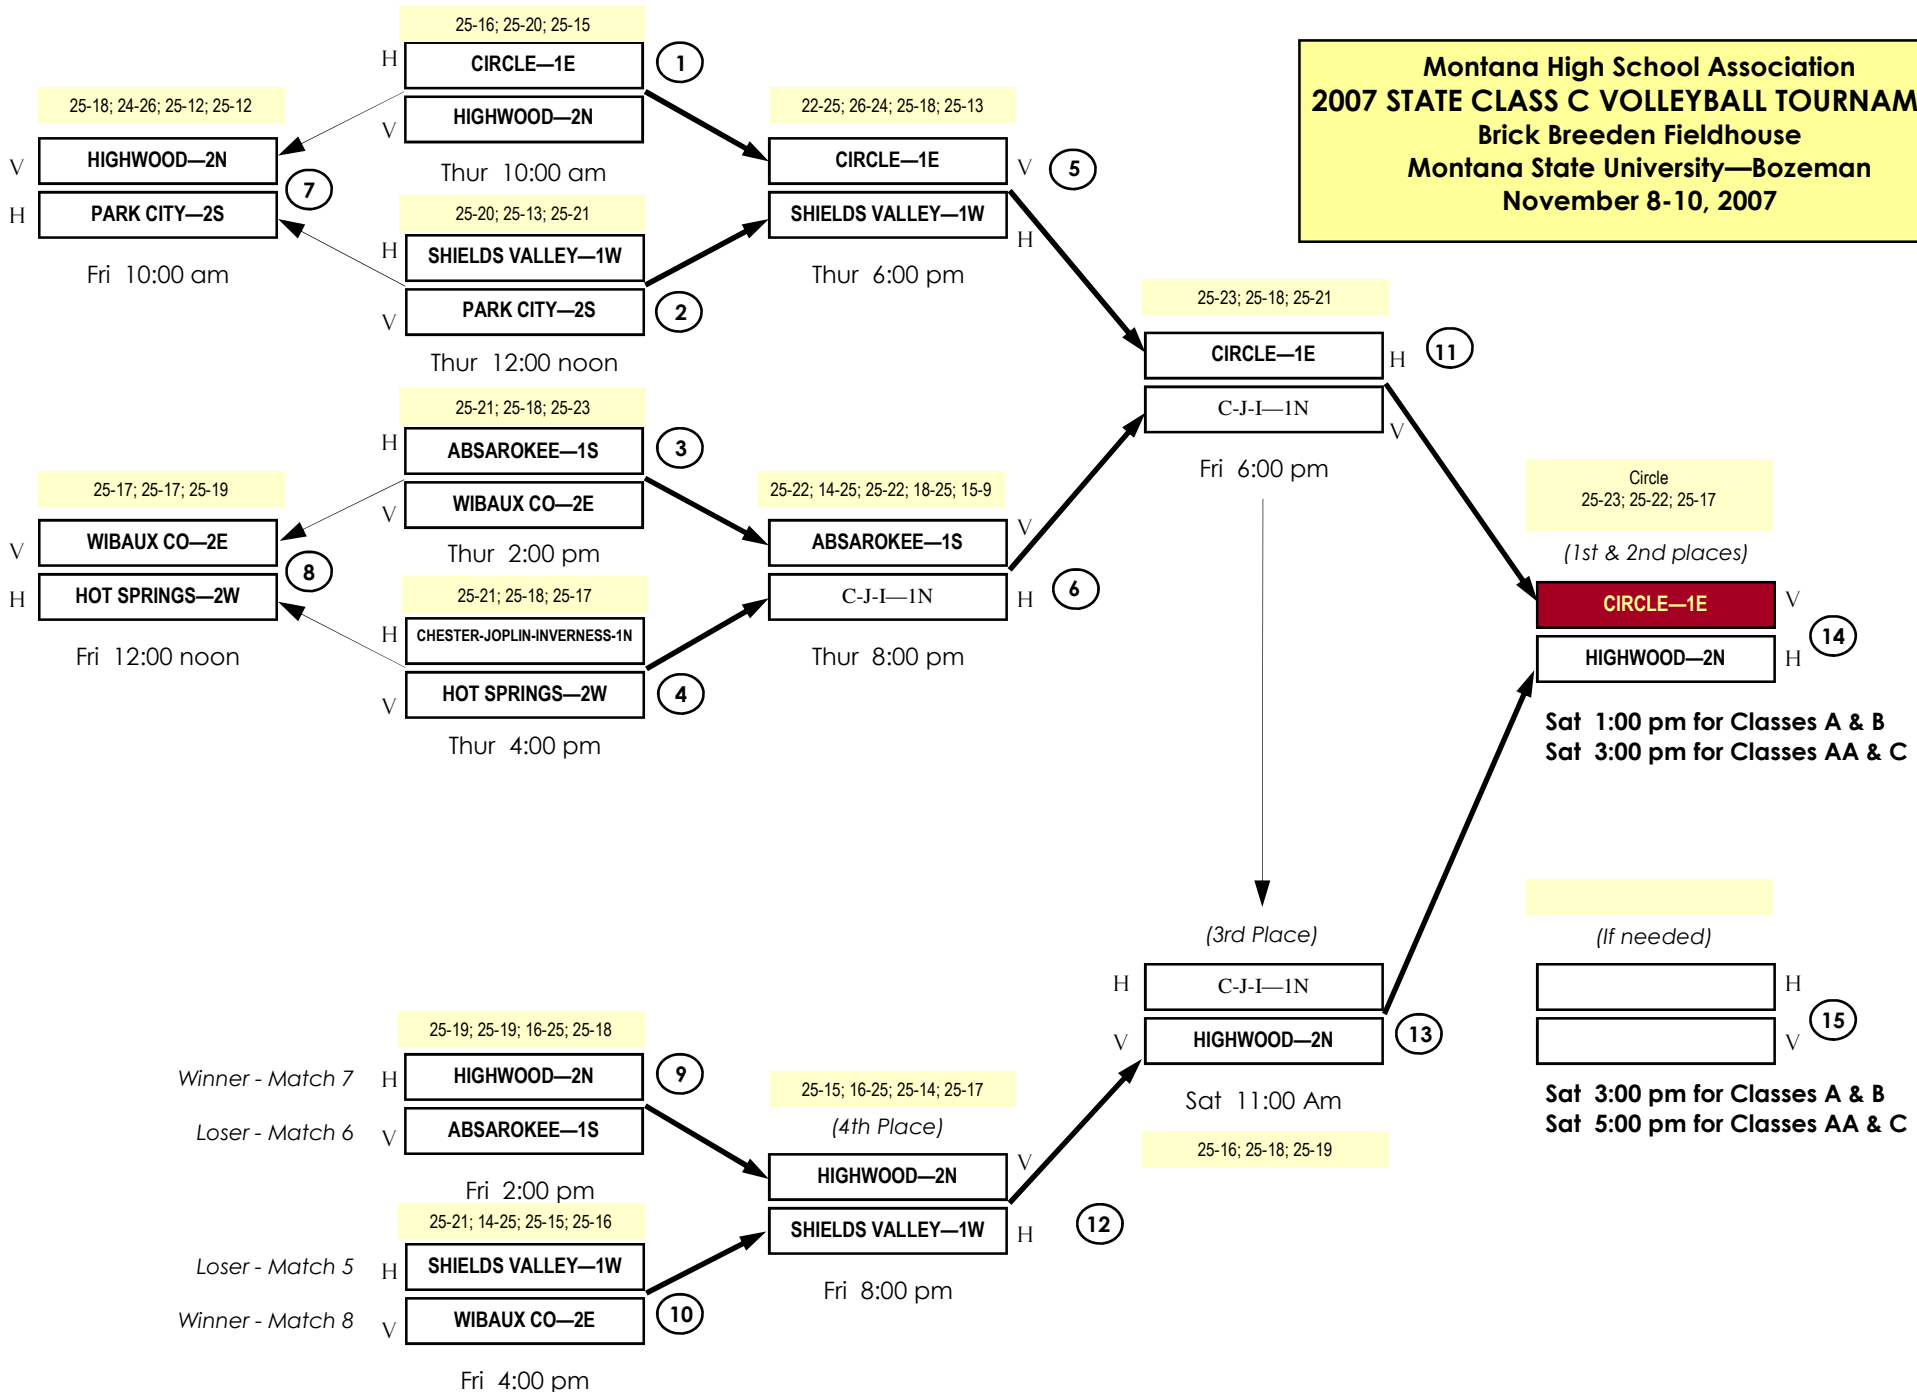 Montana High School Association
2007 STATE CLASS C VOLLEYBALL TOURNAM
Brick Breeden Fieldhouse
Montana State University—Bozeman
November 8-10, 2007
25-16; 25-20; 25-15
H
CIRCLE—1E
1
HIGHWOOD—2N
V
Thur 10:00 am
25-20; 25-13; 25-21
H
SHIELDS VALLEY—1W
PARK CITY—2S
2
V
Thur 12:00 noon
25-21; 25-18; 25-23
H
ABSAROKEE—1S
3
WIBAUX CO—2E
V
Thur 2:00 pm
25-21; 25-18; 25-17
H
CHESTER-JOPLIN-INVERNESS-1N
HOT SPRINGS—2W
4
V
Thur 4:00 pm
25-18; 24-26; 25-12; 25-12
V
HIGHWOOD—2N
7
H
PARK CITY—2S
Fri 10:00 am
25-17; 25-17; 25-19
V
WIBAUX CO—2E
8
H
HOT SPRINGS—2W
Fri 12:00 noon
22-25; 26-24; 25-18; 25-13
CIRCLE—1E
V
5
SHIELDS VALLEY—1W
H
Thur 6:00 pm
25-22; 14-25; 25-22; 18-25; 15-9
ABSAROKEE—1S
V
C-J-I—1N
H
6
Thur 8:00 pm
25-23; 25-18; 25-21
CIRCLE—1E
H
11
C-J-I—1N
V
Fri 6:00 pm
Circle
25-23; 25-22; 25-17
(1st & 2nd places)
CIRCLE—1E
V
14
HIGHWOOD—2N
H
Sat 1:00 pm for Classes A & B
Sat 3:00 pm for Classes AA & C
25-19; 25-19; 16-25; 25-18
Winner - Match 7
H
HIGHWOOD—2N
9
Loser - Match 6
V
ABSAROKEE—1S
Fri 2:00 pm
25-21; 14-25; 25-15; 25-16
Loser - Match 5
H
SHIELDS VALLEY—1W
Winner - Match 8
V
WIBAUX CO—2E
10
Fri 4:00 pm
25-15; 16-25; 25-14; 25-17
(4th Place)
HIGHWOOD—2N
V
SHIELDS VALLEY—1W
H
12
Fri 8:00 pm
(3rd Place)
H
C-J-I—1N
V
HIGHWOOD—2N
13
Sat 11:00 Am
25-16; 25-18; 25-19
(If needed)
H
15
V
Sat 3:00 pm for Classes A & B
Sat 5:00 pm for Classes AA & C